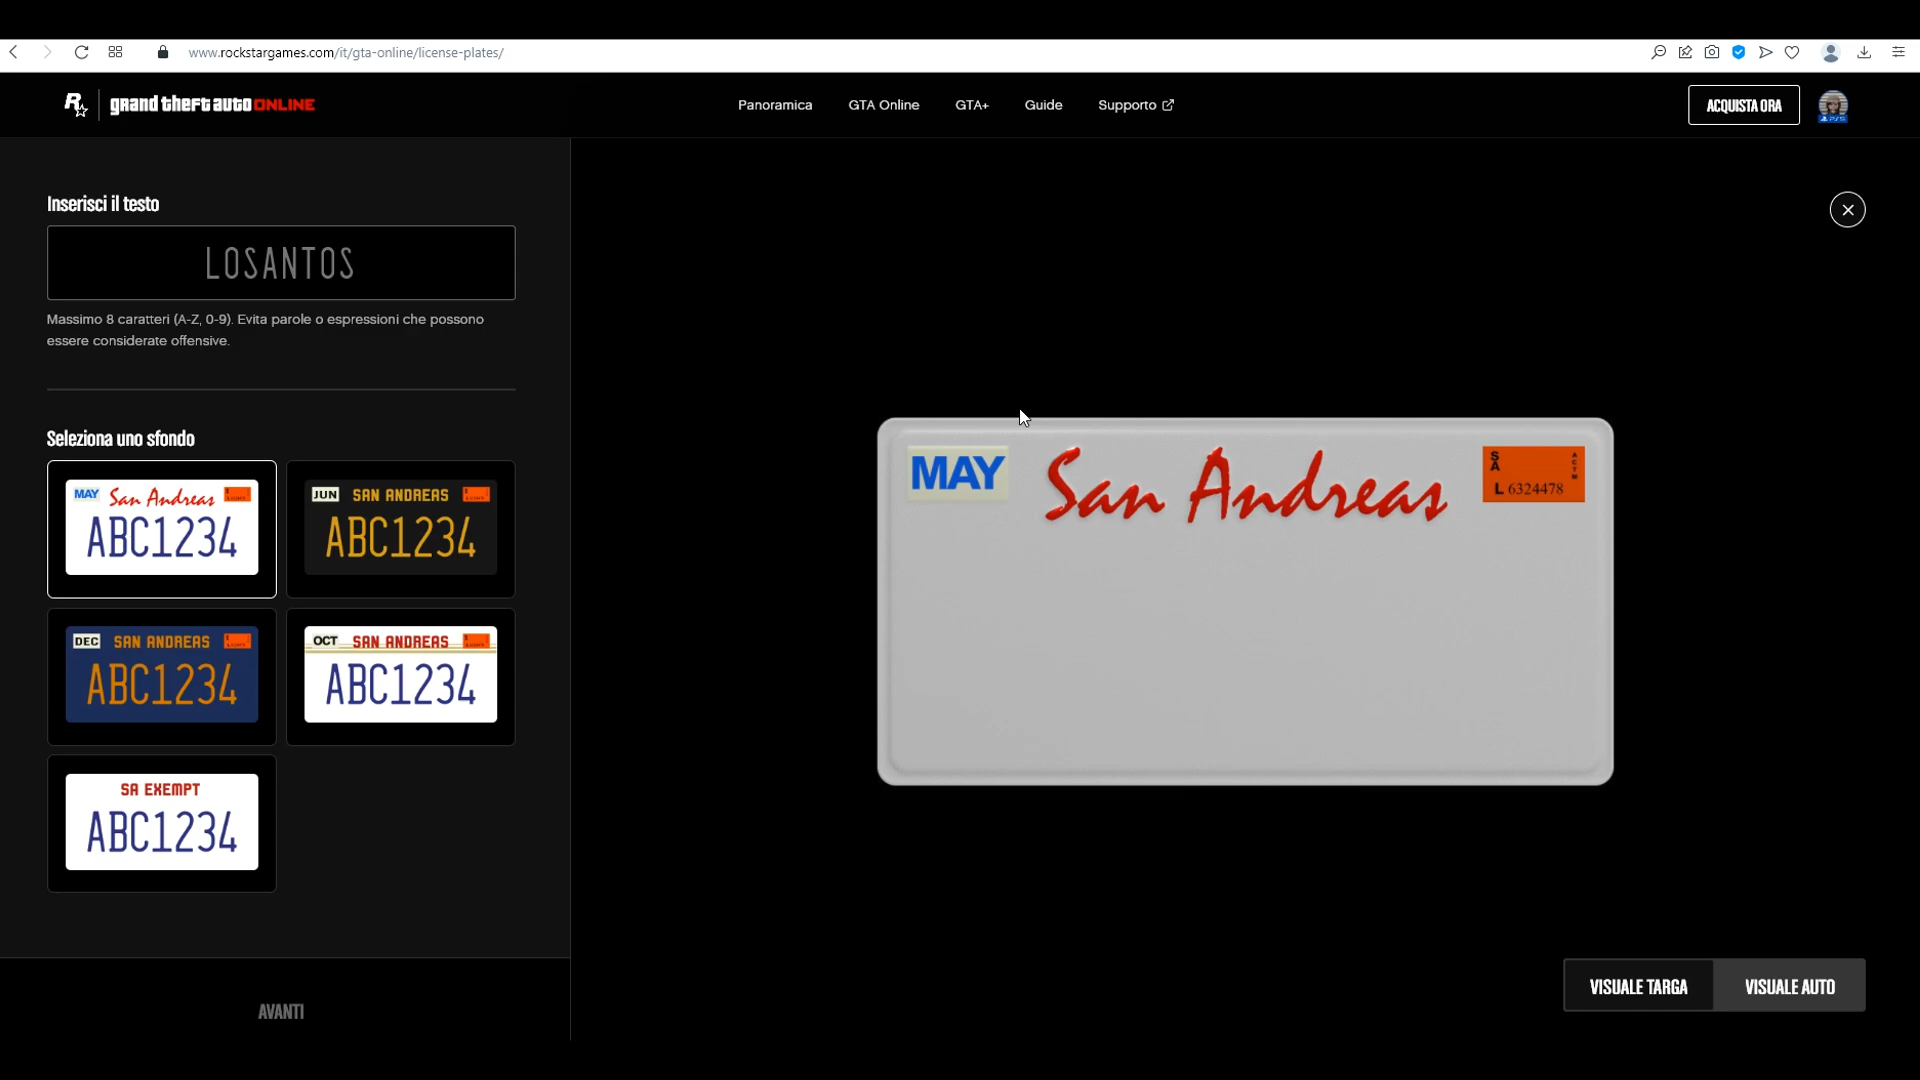 www.rockstargames.com/it/gta-online/license-plates/
R
grand theft auto ONLINE
Panoramica
GTA Online
GTA+
Guide
Supporto
ACQUISTA ORA
PS5
Inserisci il testo
LOSANTOS
Massimo 8 caratteri (A-Z, 0-9). Evita parole o espressioni che possono
essere considerate offensive.
Seleziona uno sfondo
MAY San Andreas
ABC1234
JUN SAN ANDREAS
ABC1234
DEC SAN ANDREAS
ABC1234
OCT SAN ANDREAS
ABC1234
SA EXEMPT
ABC1234
AVANTI
MAY
San Andreas
SA
L 6324478
VISUALE TARGA
VISUALE AUTO